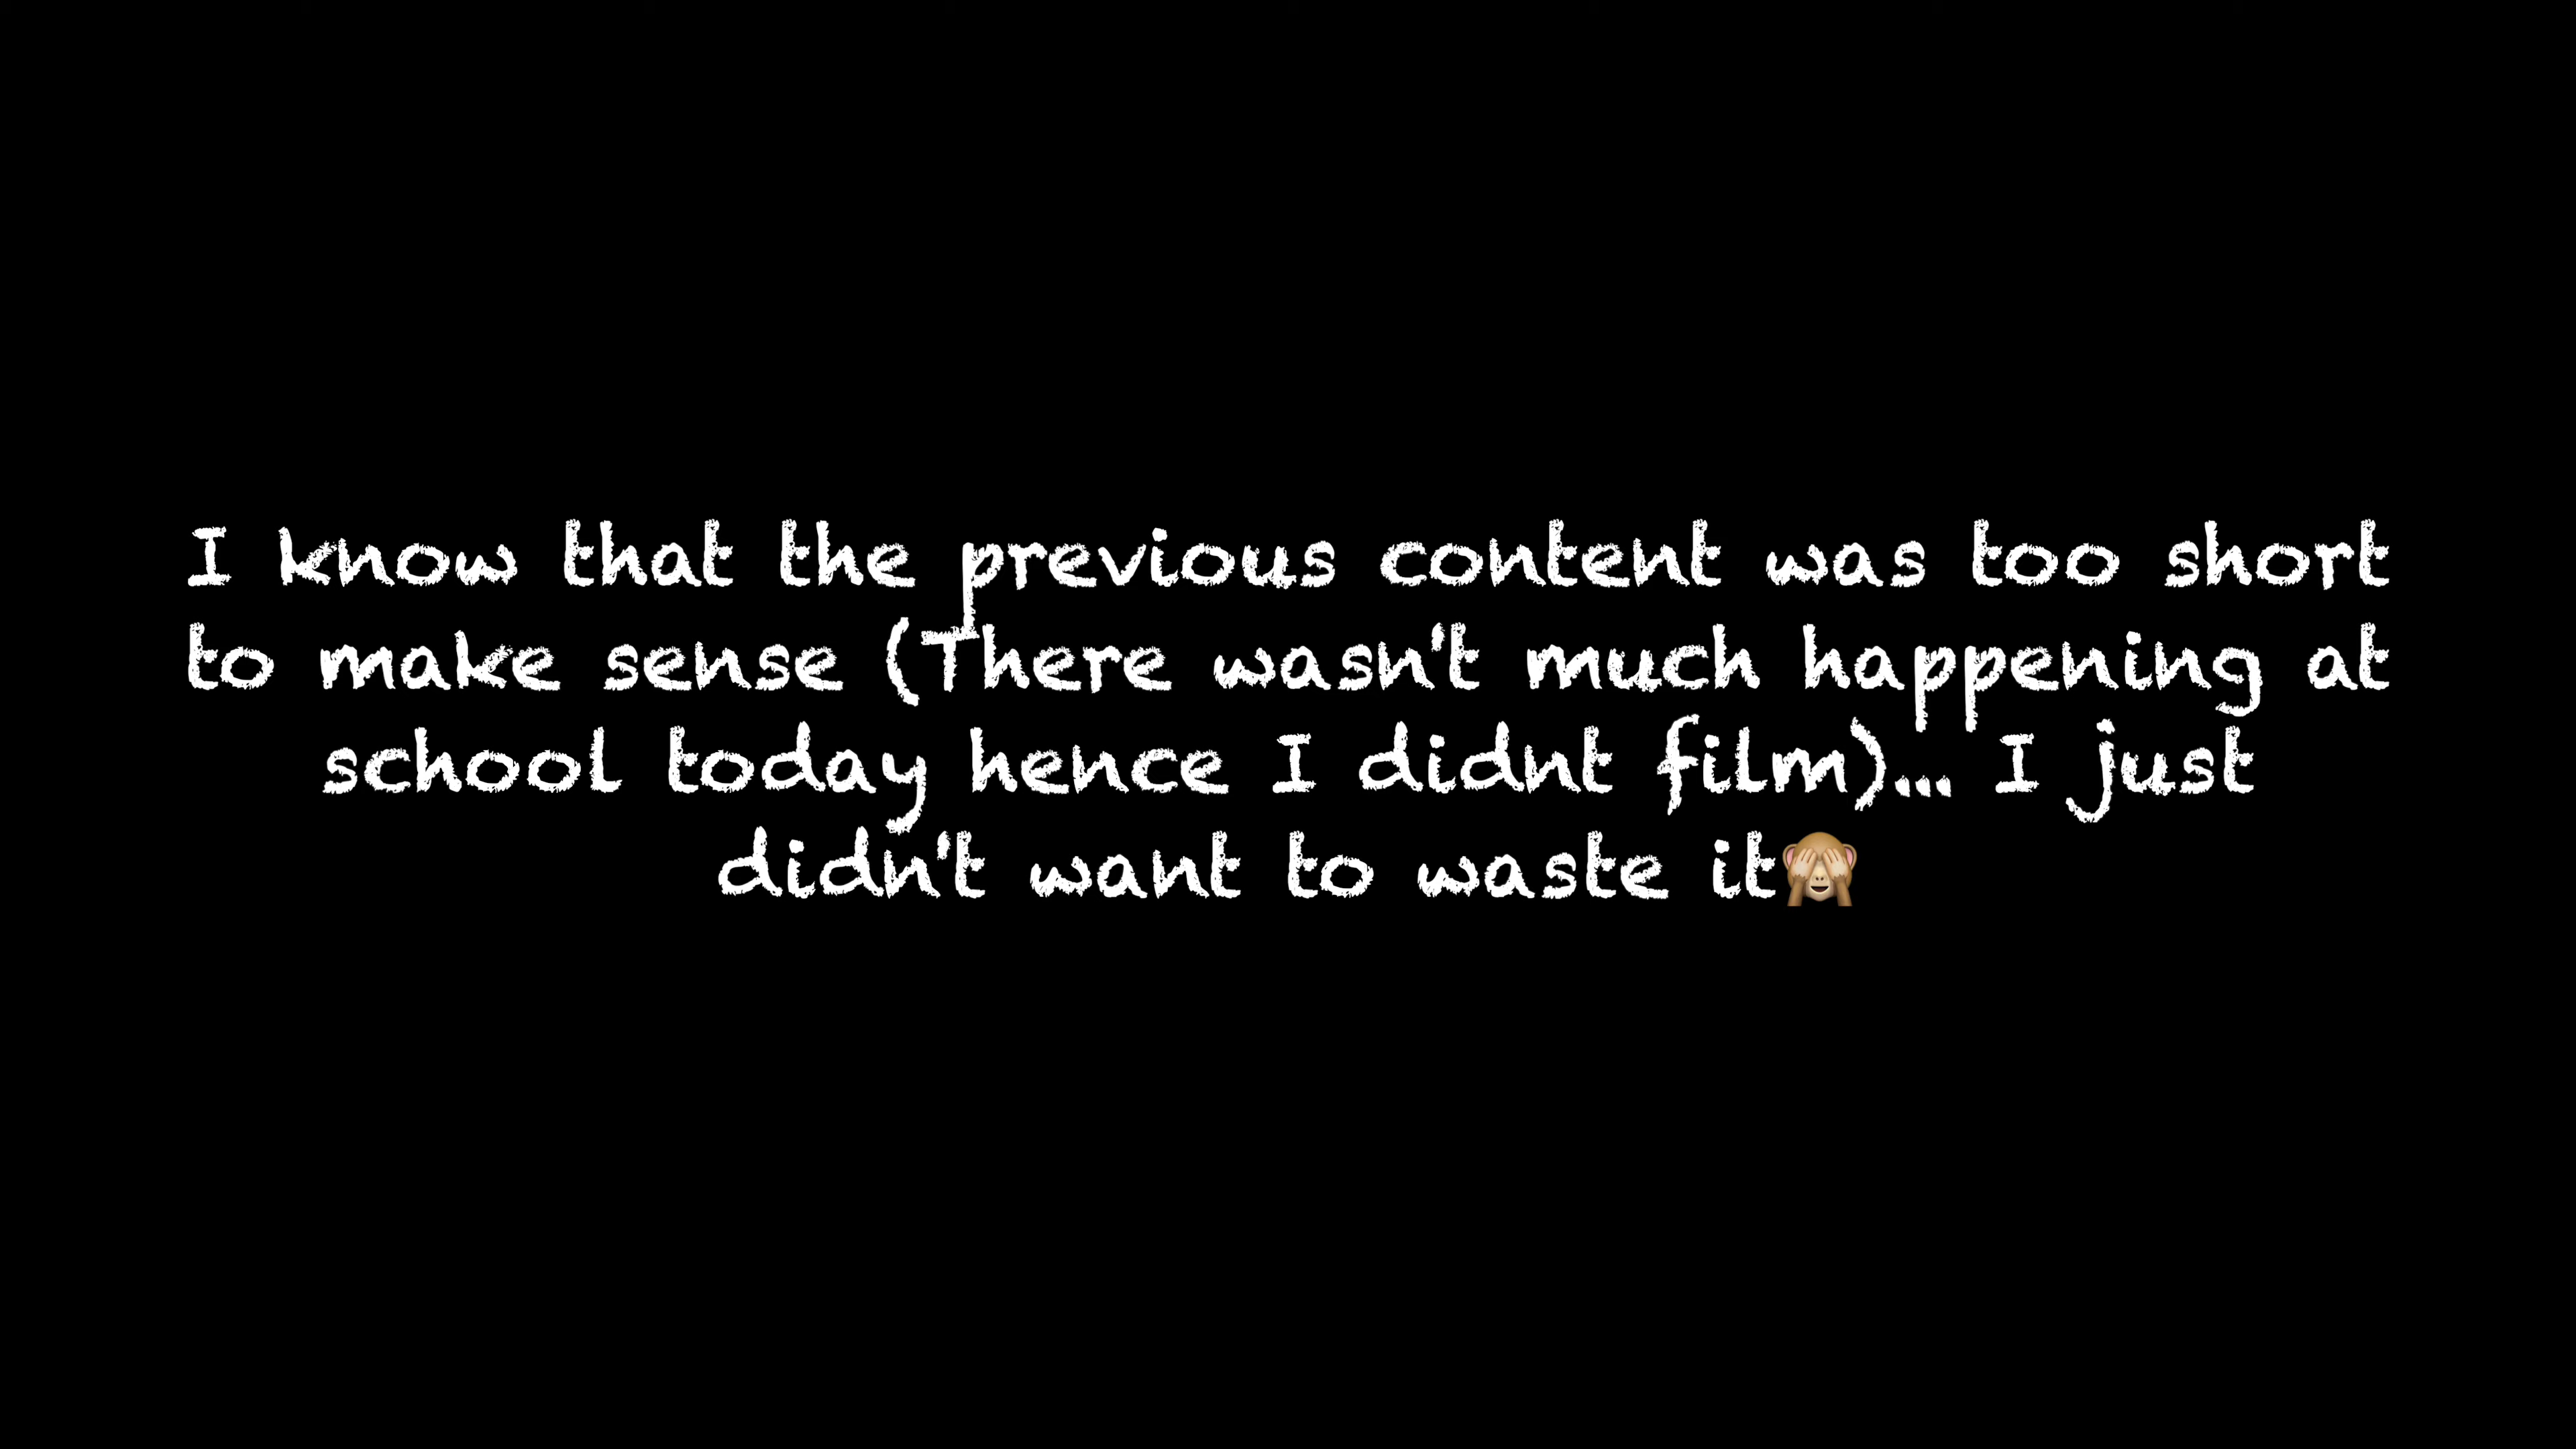 I know that the previous content was too short
to make sense (There wasn't much happening at
school today hence I didnt film)... I just
didn't want to waste it🙈